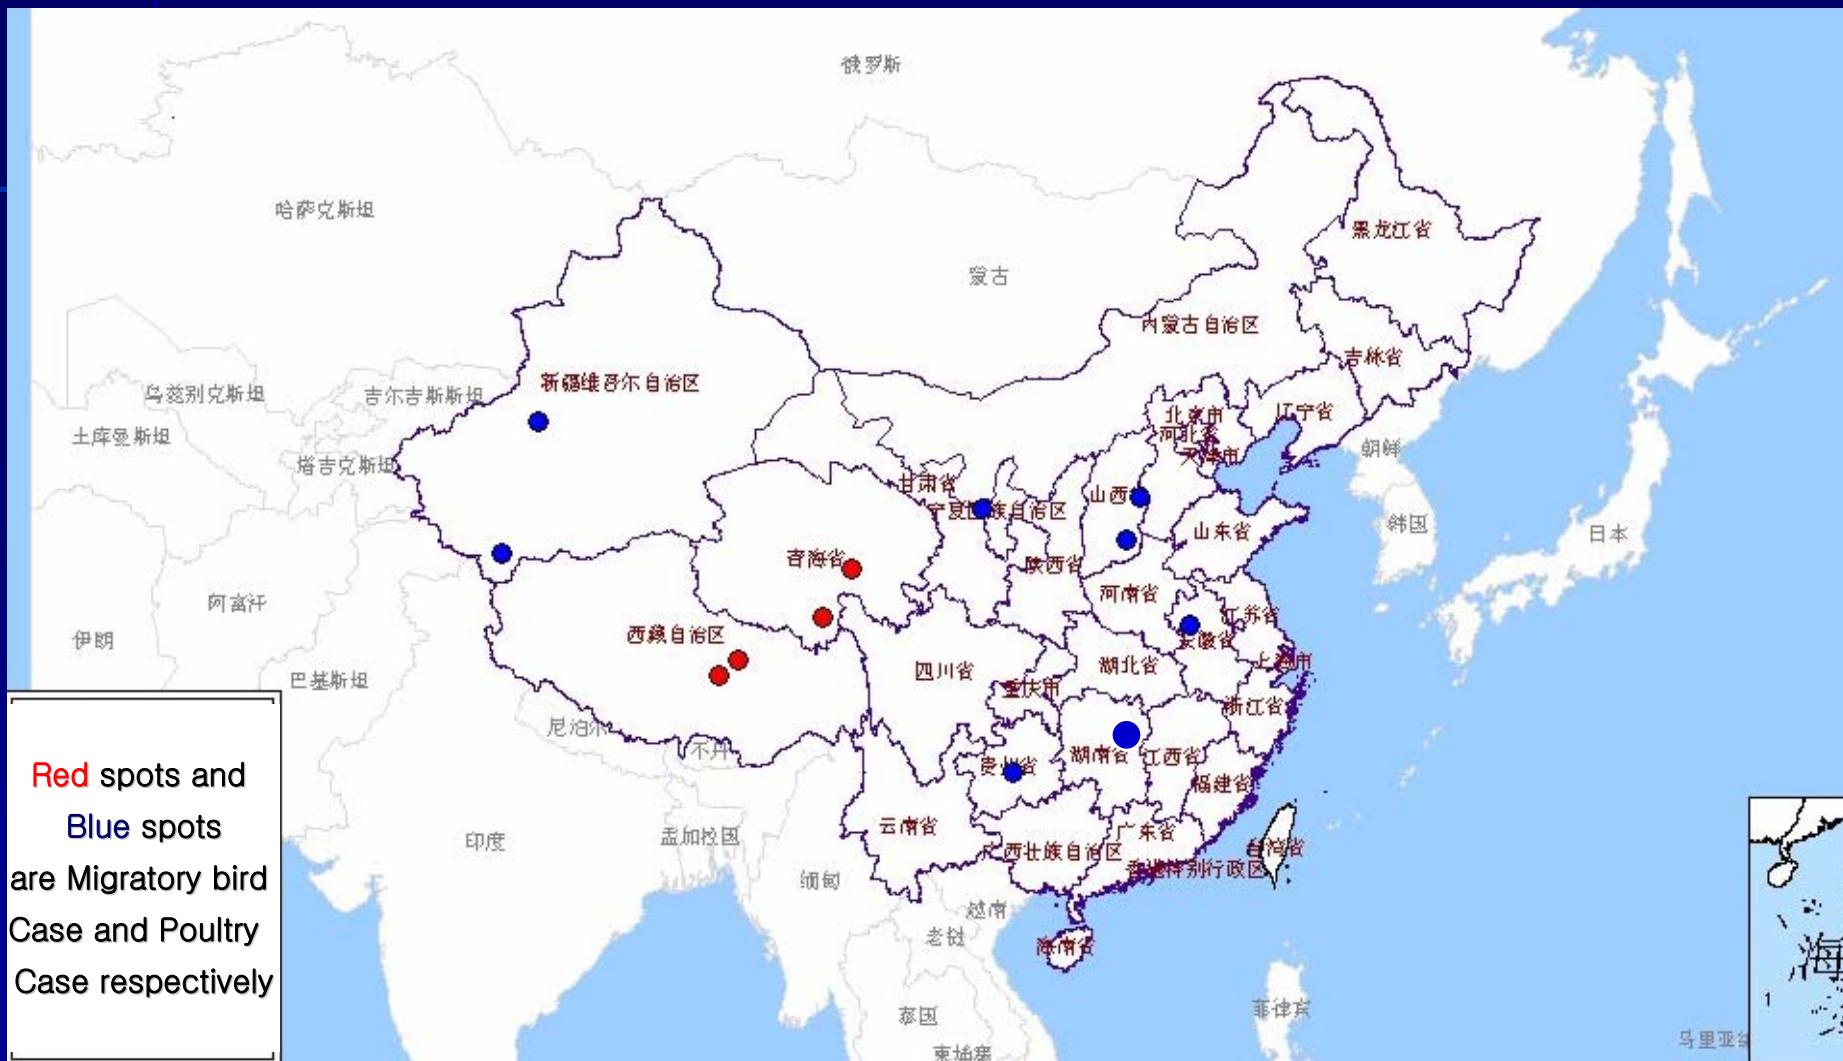 俄罗斯
哈萨克斯坦
黑龙江省
蒙古
内蒙古自治区
吉林省
新疆维吾尔自治区
乌兹别克斯坦
吉尔吉斯斯坦
北京市
辽宁省
土库曼斯坦
河北省
朝鲜
塔吉克斯坦
天津市
甘肃省
山西
宁夏回族自治区
韩国
山东省
日本
青海省
陕西省
河南省
阿富汗
江苏省
伊朗
西藏自治区
安徽省
四川省
湖北省
上海市
巴基斯坦
重庆市
浙江省
尼泊尔
不丹
湖南省
江西省
贵州省
福建省
Red spots and
Blue spots
are Migratory bird
Case and Poultry
Case respectively
云南省
广东省
印度
孟加拉国
广西壮族自治区
台湾省
香港特别行政区
缅甸
越南
老挝
海南省
海
1
泰国
菲律宾
马里亚纳
柬埔寨